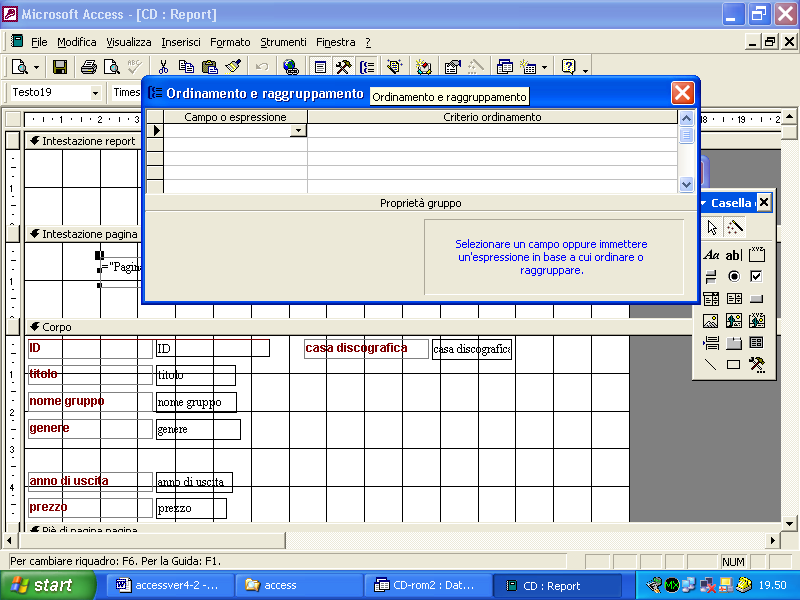 Microsoft Access - [CD : Report]
File Modifica Visualizza Inserisci Formato Strumenti Finestra ?
Testo19 Times
Ordinamento e raggruppamento
Ordinamento e raggruppamento
Campo o espressione Criterio ordinamento
Proprietà gruppo
Selezionare un campo oppure immettere
un'espressione in base a cui ordinare o
raggruppare.
Casella
Aa ab|
Intestazione report
Intestazione pagina
="Pagina
Corpo
ID ID casa discografica casa discografica
titolo titolo
nome gruppo nome gruppo
genere genere
anno di uscita anno di uscita
prezzo prezzo
Piè di pagina pagina
Per cambiare riquadro: F6. Per la Guida: F1. NUM
start accessver4-2 -... access CD-rom2 : Dat... CD : Report 19.50